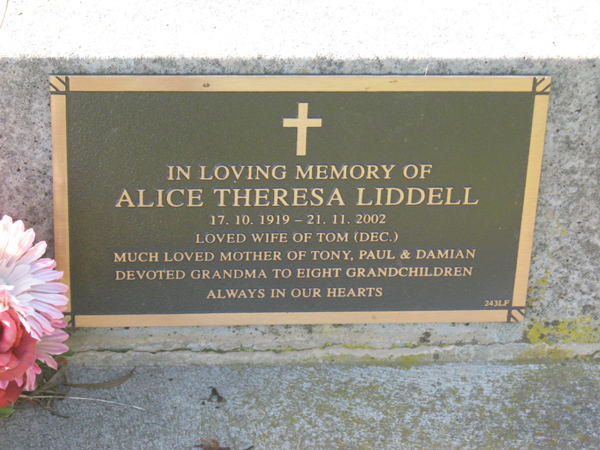 IN LOVING MEMORY OF
ALICE THERESA LIDDELL
17. 10. 1919 – 21. 11. 2002
LOVED WIFE OF TOM (DEC.)
MUCH LOVED MOTHER OF TONY, PAUL & DAMIAN
DEVOTED GRANDMA TO EIGHT GRANDCHILDREN
ALWAYS IN OUR HEARTS
243LF